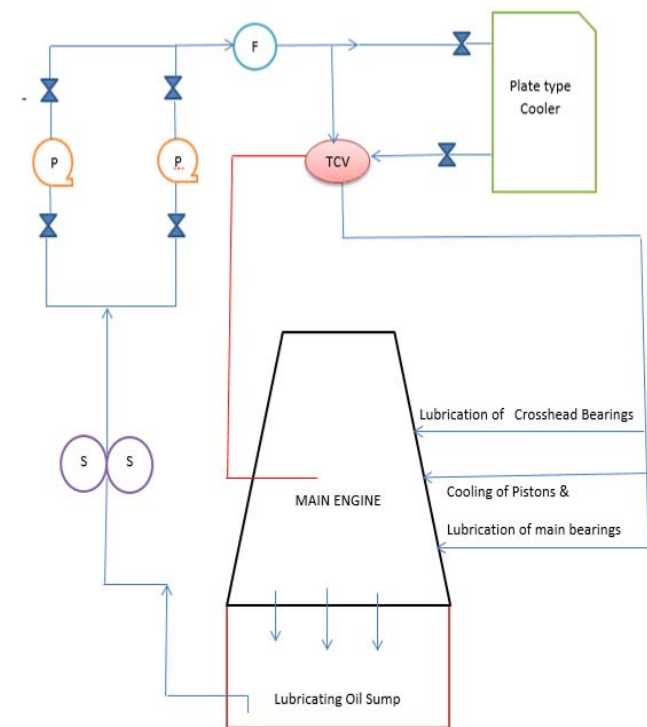 F
Plate type
Cooler
P
P
TCV
Lubrication of Crosshead Bearings
S
S
Cooling of Pistons &
MAIN ENGINE
Lubrication of main bearings
Lubricating Oil Sump